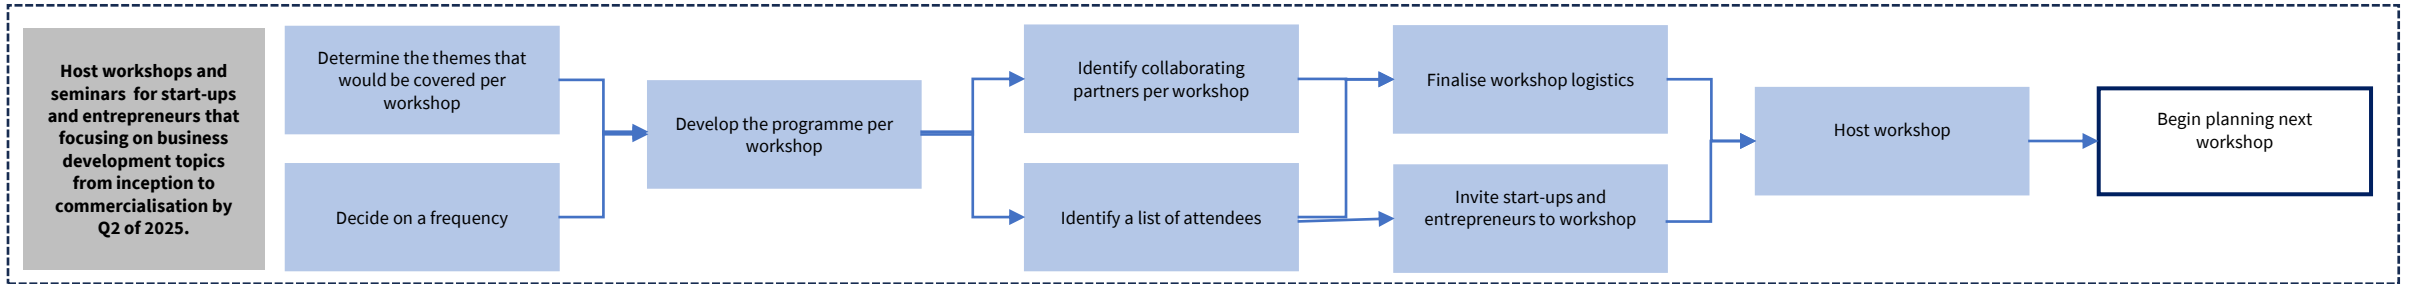 Host workshops and
seminars  for start-ups
and entrepreneurs that
focusing on business
development topics
from inception to
commercialisation by
Q2 of 2025.
Determine the themes that
would be covered per
workshop
Decide on a frequency
Develop the programme per
workshop
Identify collaborating
partners per workshop
Identify a list of attendees
Finalise workshop logistics
Invite start-ups and
entrepreneurs to workshop
Host workshop
Begin planning next
workshop